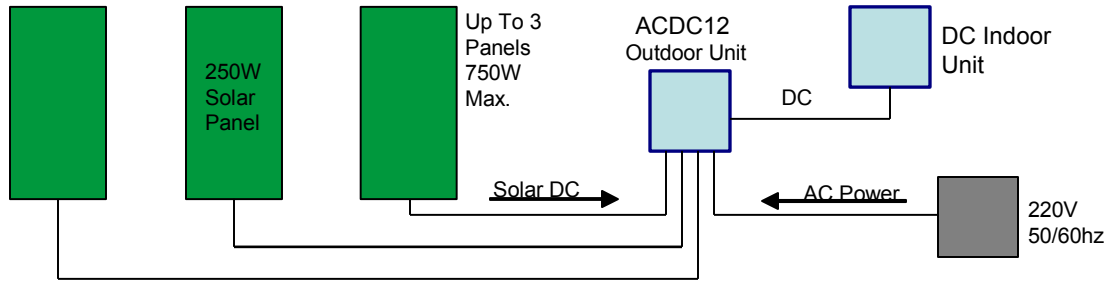 250W
Solar
Panel
Up To 3
Panels
750W
Max.
ACDC12
Outdoor Unit
DC Indoor
Unit
DC
Solar DC
AC Power
220V
50/60hz